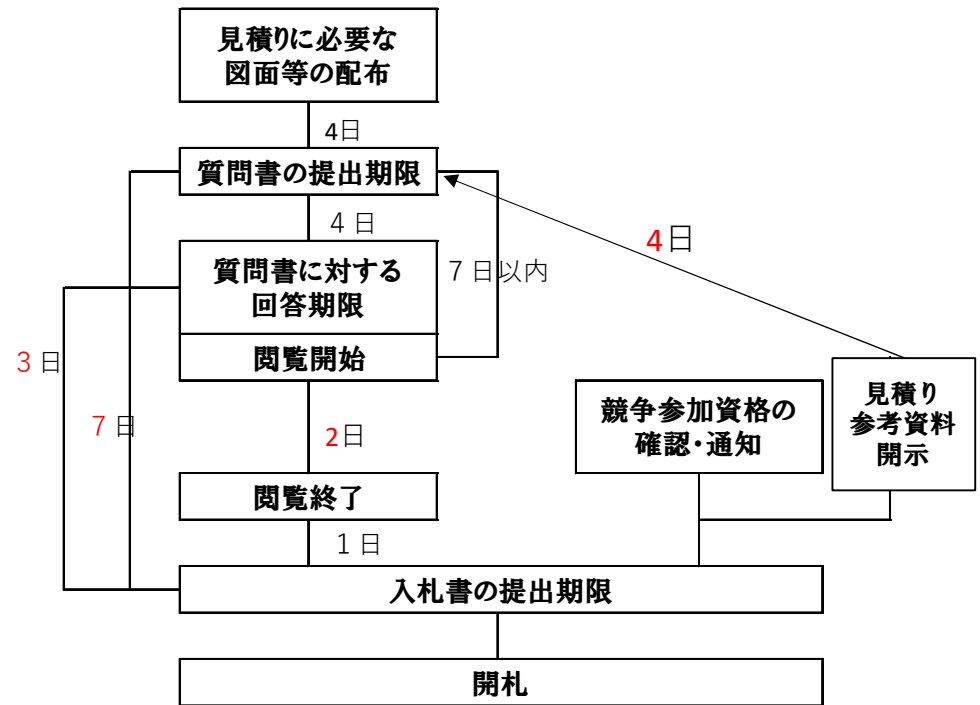 見積りに必要な
図面等の配布
4日
質問書の提出期限
４日
4日
質問書に対する
回答期限
７日以内
閲覧開始
３日
７日
2日
競争参加資格の
確認・通知
見積り
参考資料
開示
閲覧終了
１日
入札書の提出期限
開札